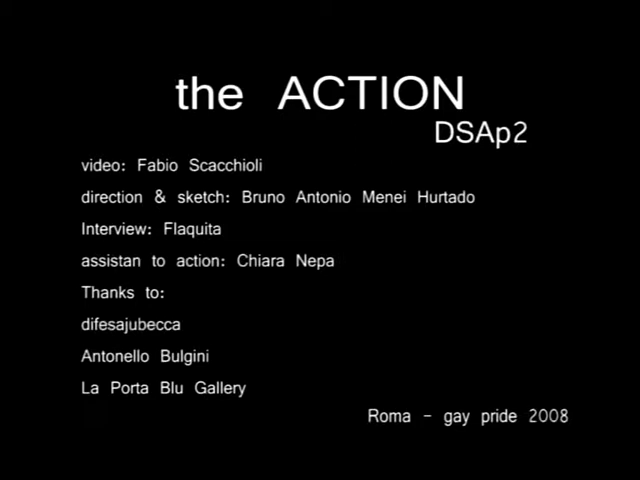 the ACTION
DSAp2
video: Fabio Scacchioli
direction & sketch: Bruno Antonio Menei Hurtado
Interview: Flaquita
assistan to action: Chiara Nepa
Thanks to:
difesajubecca
Antonello Bulgini
La Porta Blu Gallery
Roma - gay pride 2008